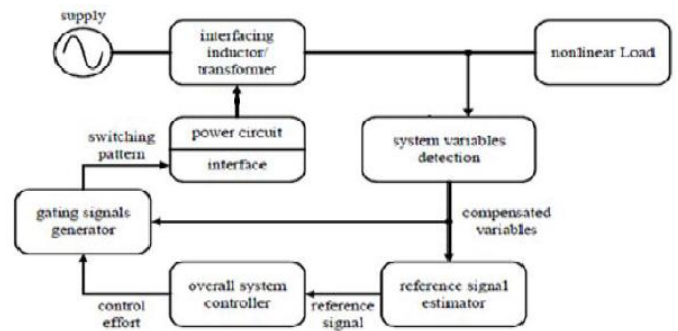 supply
interfacing
inductor/
transformer
nonlinear Load
switching
pattern
power circuit
interface
system variables
detection
gating signals
generator
compensated
variables
control
effort
overall system
controller
reference
signal
reference signal
estimator